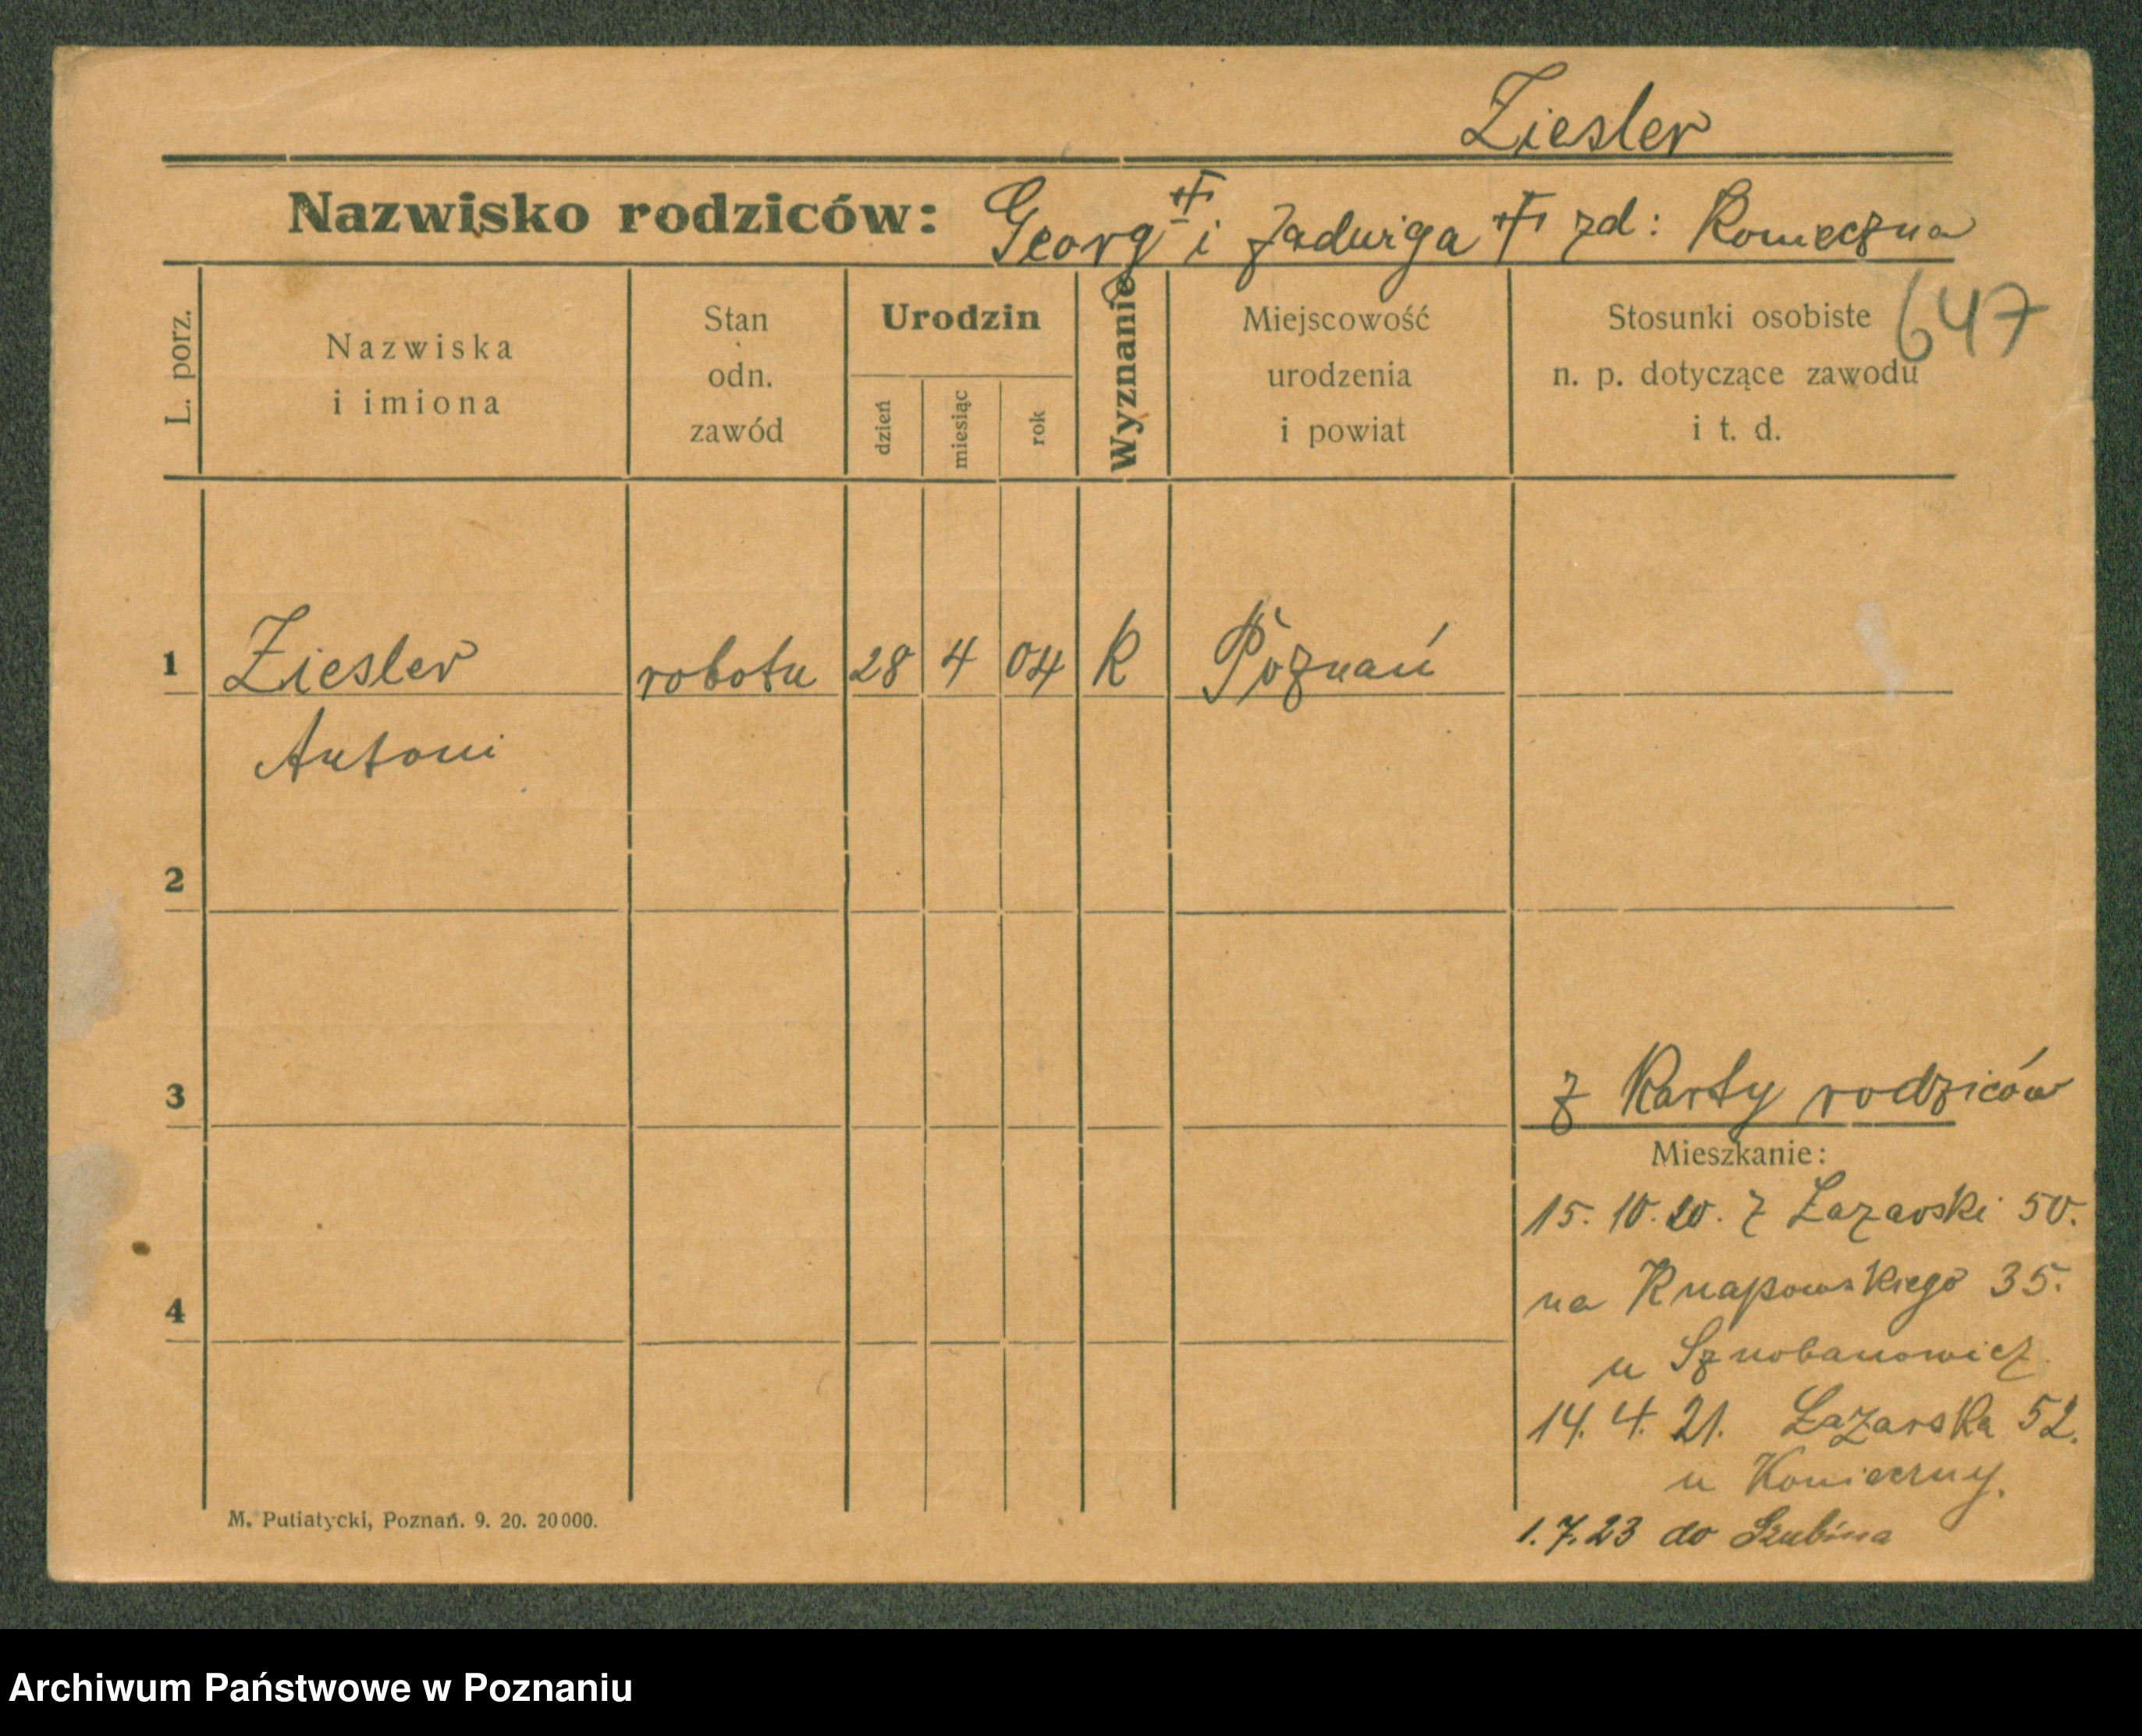 Ziesler
Nazwisko rodziców: Georg i Jadwiga zd: Konieczna
647
L. porz.
Nazwiska
i imiona
Stan
odn.
zawód
Urodzin
dzień
miesiąc
rok
Wyznanie
Miejscowość
urodzenia
i powiat
Stosunki osobiste
n. p. dotyczące zawodu
i t. d.
1 Ziesler robotn 28 4 04 K Poznań
Antoni
2
3
z Karty rodziców
Mieszkanie:
15. 10. 20. z Łazarski 50.
na Knapowskiego 35.
4
u
14. 4. 21. Łazarska 52.
u Konieczny.
1.7.23 do Szubina
M. Putiatycki, Poznań. 9. 20. 20000.
Archiwum Państwowe w Poznaniu